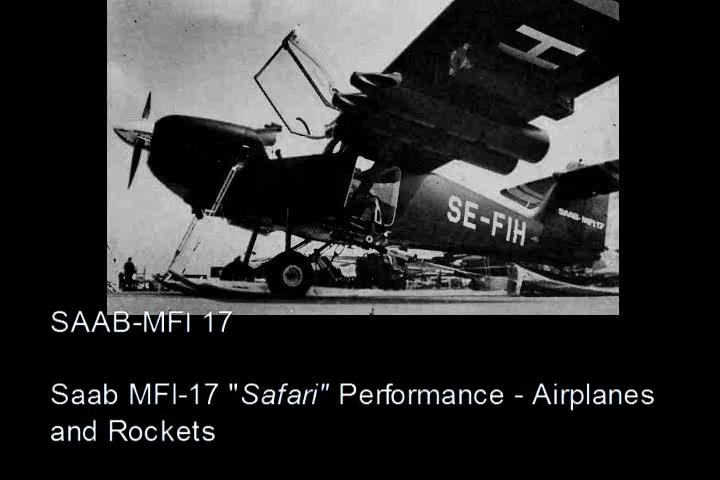 H
SE-FIH
SAAB-MFI 17
SAAB-MFI 17
Saab MFI-17 "Safari" Performance - Airplanes
and Rockets